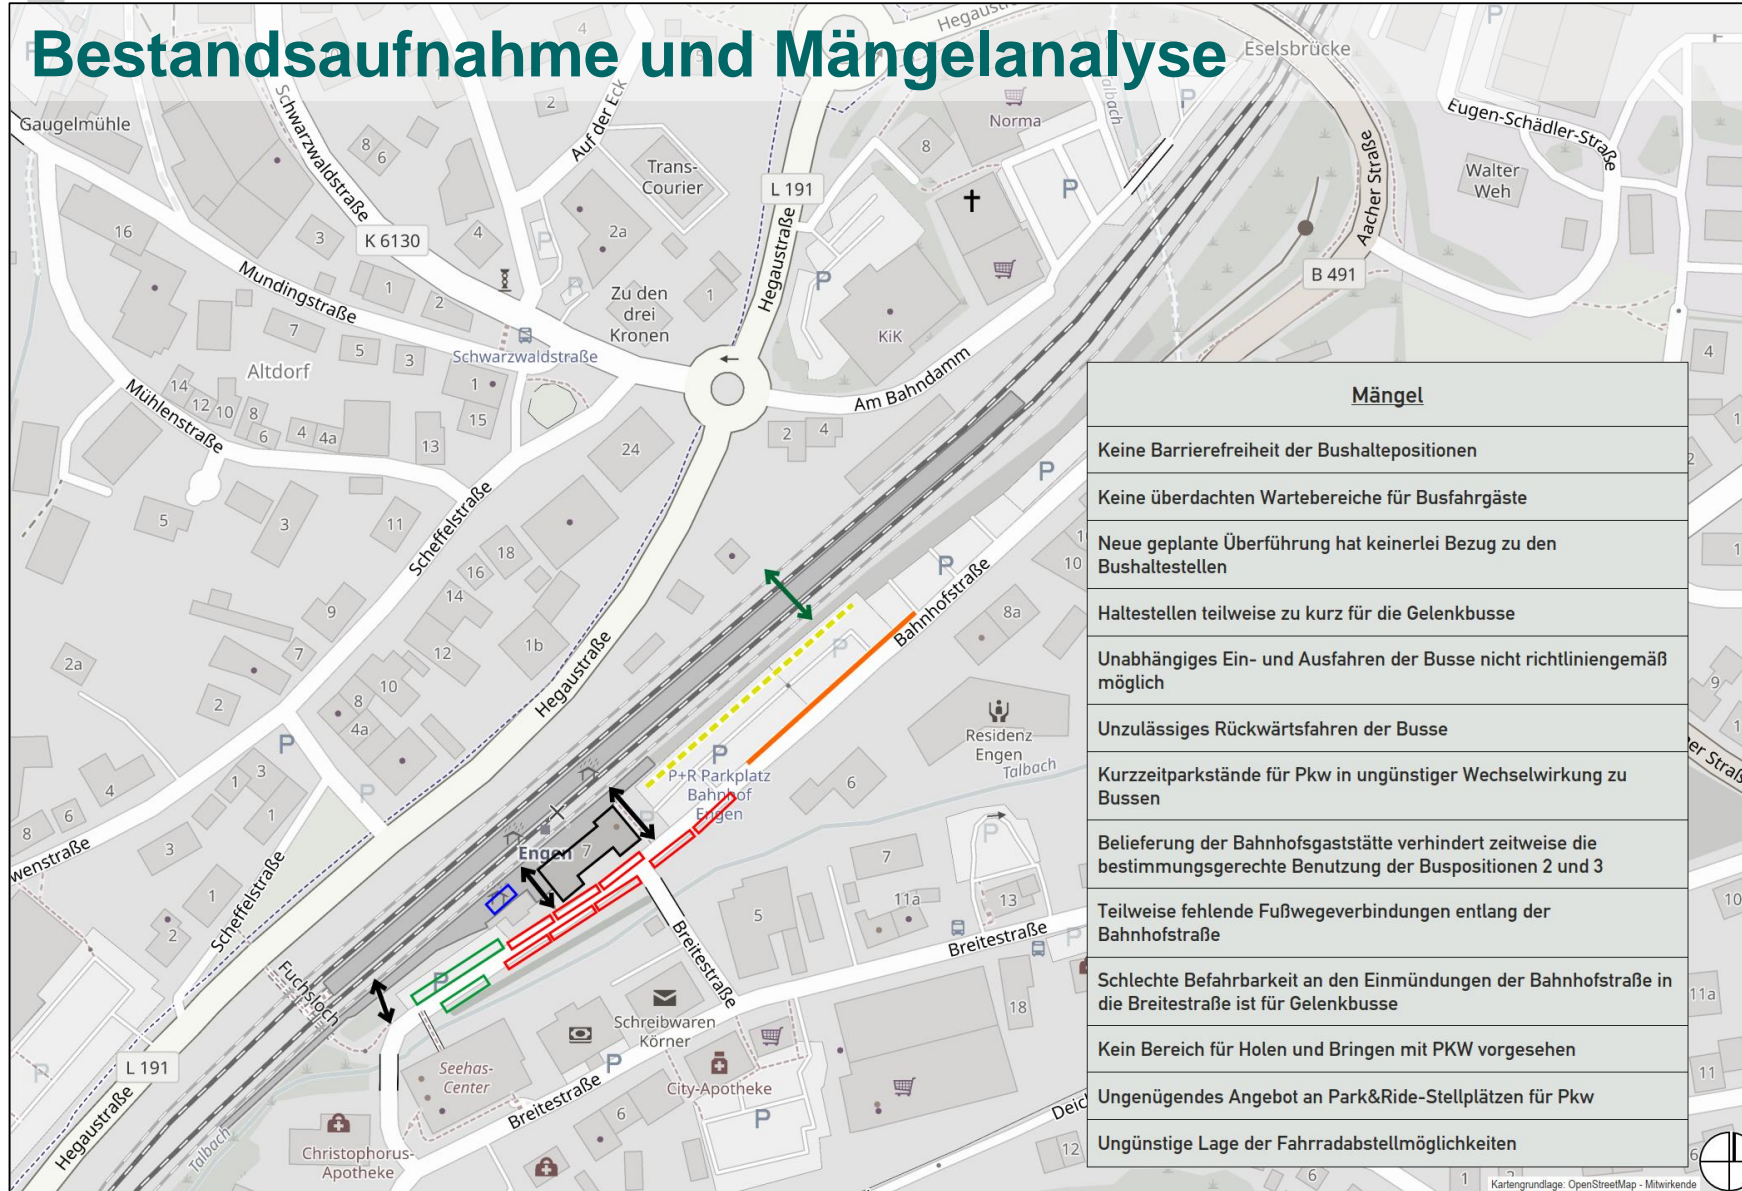 Bestandsaufnahme und Mängelanalyse
Hegaustr
Eselsbrücke
Gaugelmühle
Schwarzwaldstraße
Auf der Eck
Norma
Talbach
Eugen-Schädler-Straße
Aacher Straße
Walter
Weh
Trans-
Courier
L 191
K 6130
B 491
Mundingstraße
Zu den
drei
Kronen
Hegaustraße
KiK
Schwarzwaldstraße
Altdorf
Mühlenstraße
Am Bahndamm
Scheffelstraße
Bahnhofstraße
Hegaustraße
Residenz
Engen
Talbach
P+R Parkplatz
Bahnhof
Engen
Engen
wenstraße
Scheffelstraße
Fuchsloch
Breitestraße
Breitestraße
Schreibwaren
Körner
City-Apotheke
Seehas-
Center
L 191
Hegaustraße
Talbach
Christophorus-
Apotheke
Breitestraße
Deich
Mängel
Keine Barrierefreiheit der Bushaltepositionen
Keine überdachten Wartebereiche für Busfahrgäste
Neue geplante Überführung hat keinerlei Bezug zu den
Bushaltestellen
Haltestellen teilweise zu kurz für die Gelenkbusse
Unabhängiges Ein- und Ausfahren der Busse nicht richtliniengemäß
möglich
Unzulässiges Rückwärtsfahren der Busse
Kurzzeitparkstände für Pkw in ungünstiger Wechselwirkung zu
Bussen
Belieferung der Bahnhofsgaststätte verhindert zeitweise die
bestimmungsgerechte Benutzung der Buspositionen 2 und 3
Teilweise fehlende Fußwegeverbindungen entlang der
Bahnhofstraße
Schlechte Befahrbarkeit an den Einmündungen der Bahnhofstraße in
die Breitestraße ist für Gelenkbusse
Kein Bereich für Holen und Bringen mit PKW vorgesehen
Ungenügendes Angebot an Park&Ride-Stellplätzen für Pkw
Ungünstige Lage der Fahrradabstellmöglichkeiten
Kartengrundlage: OpenStreetMap - Mitwirkende